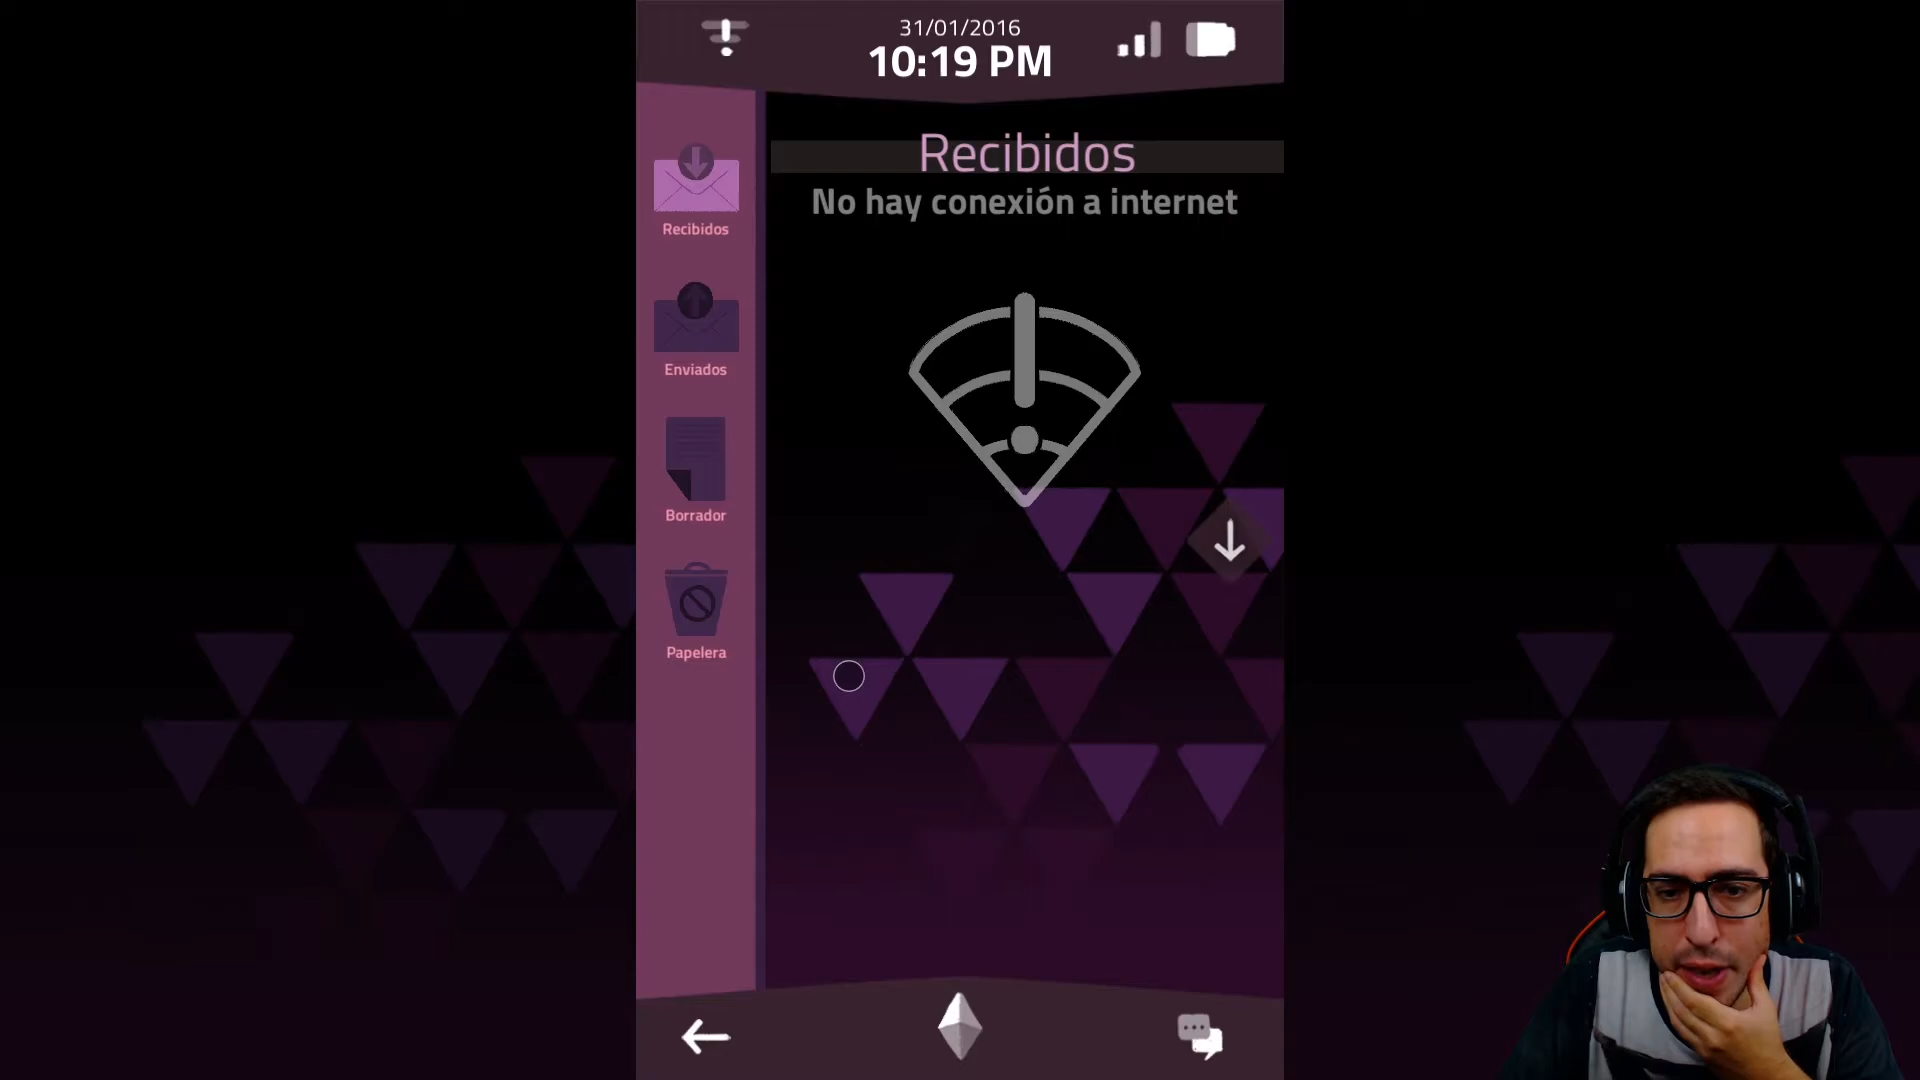 31/01/2016
10:19 PM
Recibidos
No hay conexión a internet
Recibidos
Enviados
Borrador
Papelera